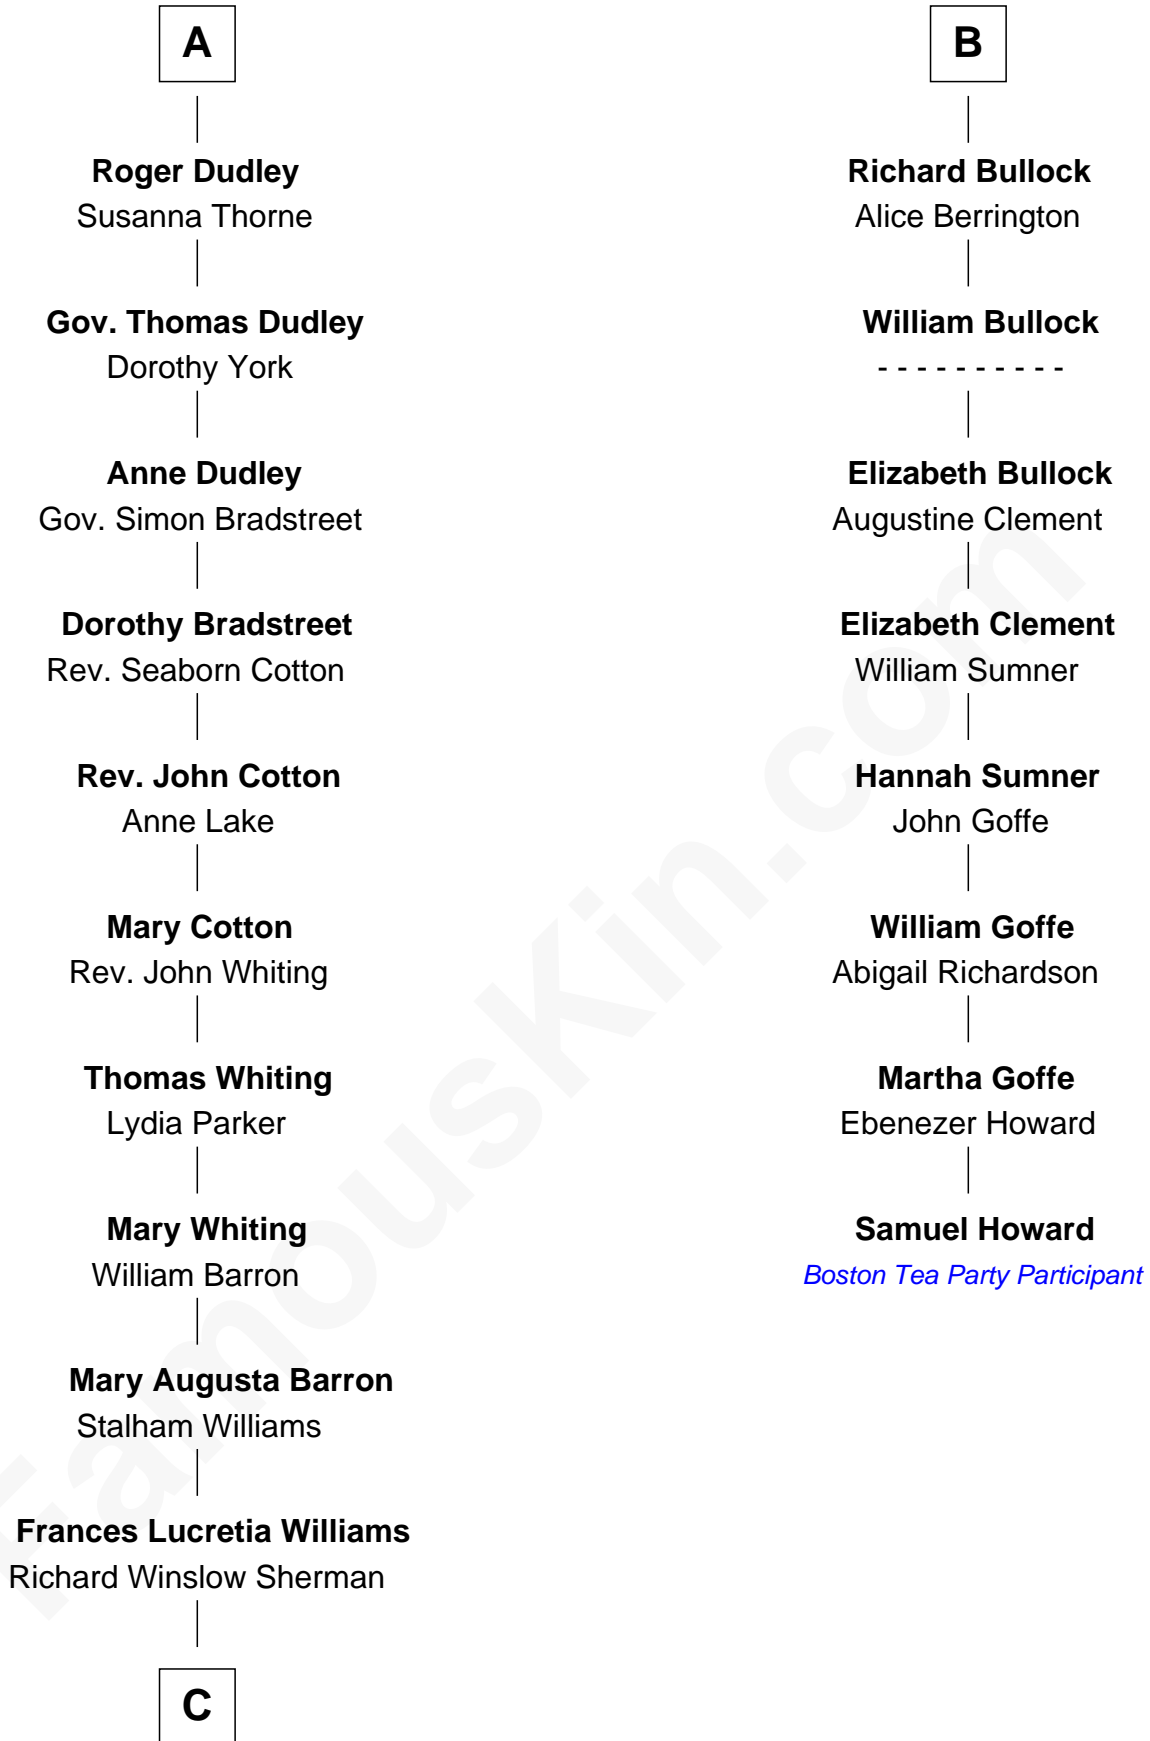 A
Roger Dudley
Susanna Thorne
Gov. Thomas Dudley
Dorothy York
Anne Dudley
Gov. Simon Bradstreet
Dorothy Bradstreet
Rev. Seaborn Cotton
Rev. John Cotton
Anne Lake
Mary Cotton
Rev. John Whiting
Thomas Whiting
Lydia Parker
Mary Whiting
William Barron
Mary Augusta Barron
Stalham Williams
Frances Lucretia Williams
Richard Winslow Sherman
C
B
Richard Bullock
Alice Berrington
William Bullock
- - - - - - - - - -
Elizabeth Bullock
Augustine Clement
Elizabeth Clement
William Sumner
Hannah Sumner
John Goffe
William Goffe
Abigail Richardson
Martha Goffe
Ebenezer Howard
Samuel Howard
Boston Tea Party Participant
FamousKin.com